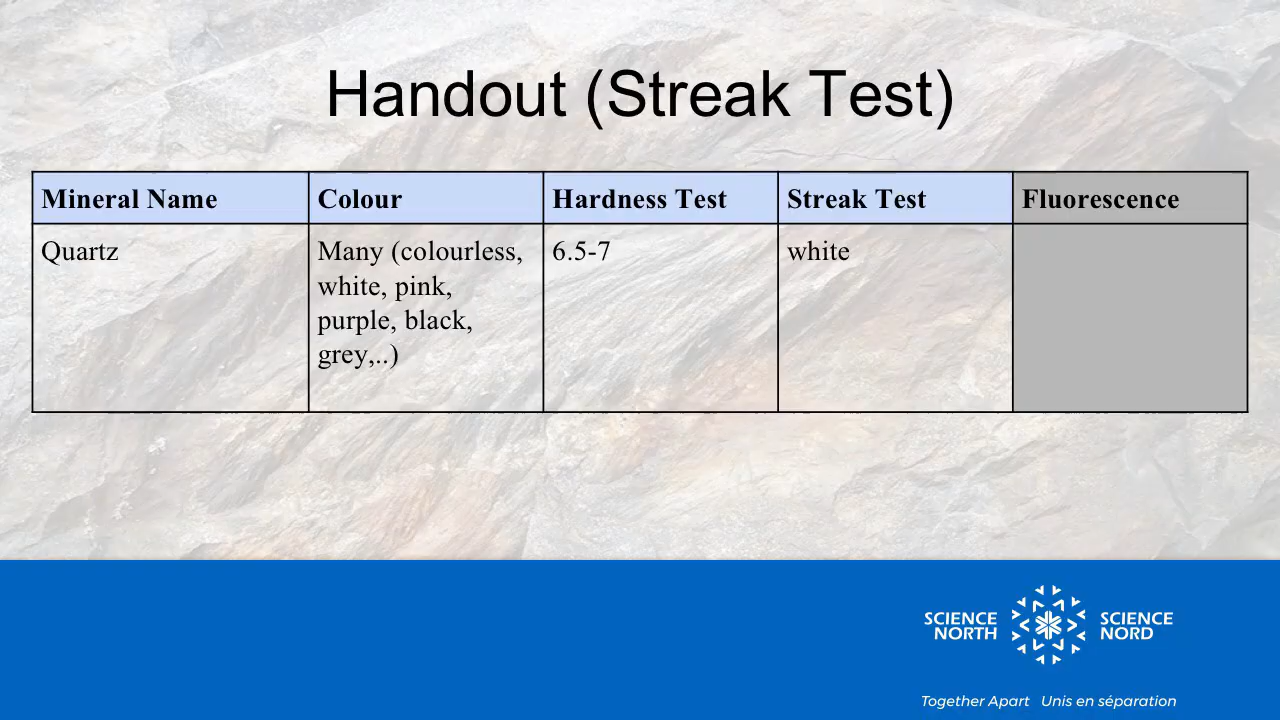 Handout (Streak Test)
Mineral Name Colour Hardness Test Streak Test Fluorescence
Quartz Many (colourless, 6.5-7 white
white, pink,
purple, black,
grey,..)
SCIENCE SCIENCE
NORTH NORD
Together Apart Unis en séparation